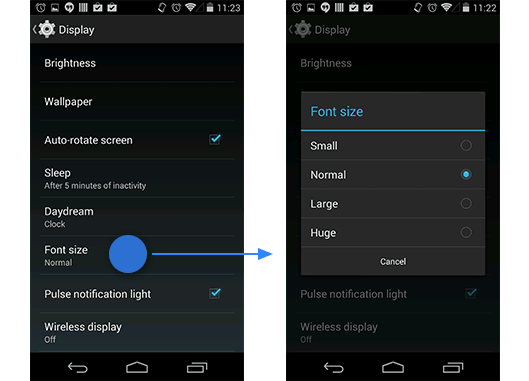 11:23
Display
Brightness
Wallpaper
Auto-rotate screen
Sleep
After 5 minutes of inactivity
Daydream
Clock
Font size
Normal
Pulse notification light
Wireless display
Off
11:22
Display
Brightness
Font size
Small
Normal
Large
Huge
Cancel
Pulse notification light
Wireless display
Off